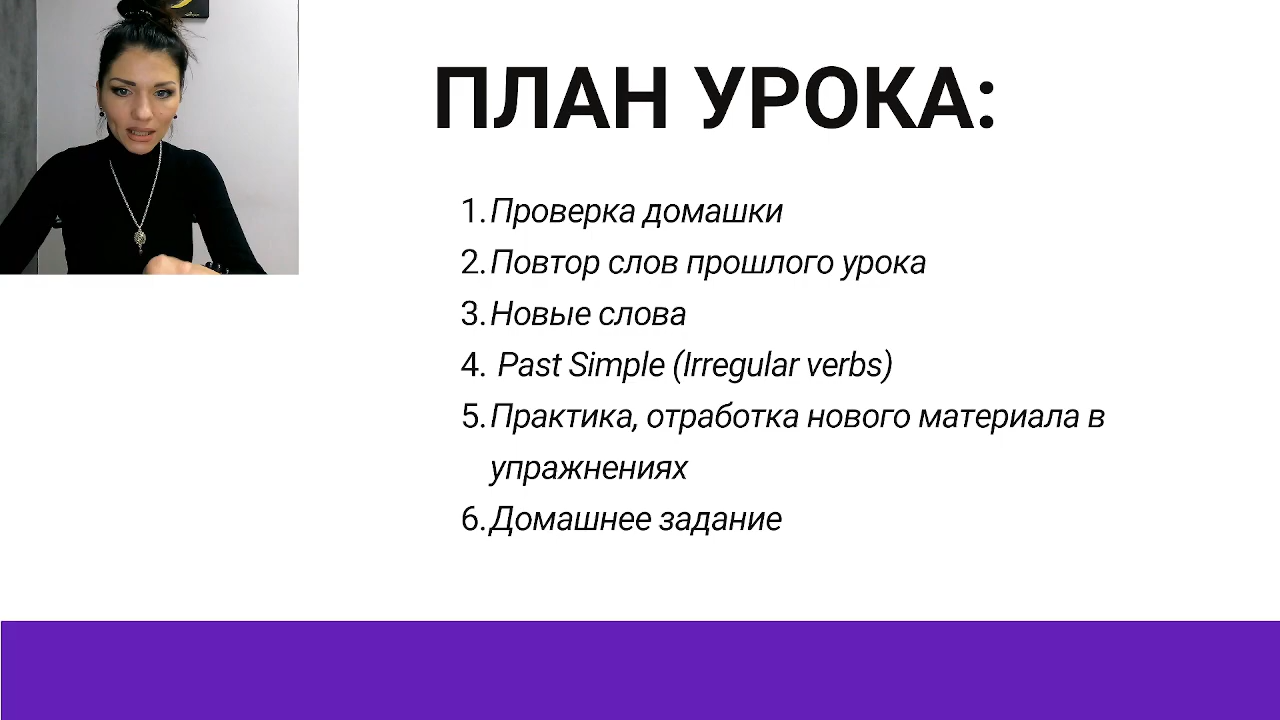 ПЛАН УРОКА:
1. Проверка домашки
2. Повтор слов прошлого урока
3. Новые слова
4. Past Simple (Irregular verbs)
5. Практика, отработка нового материала в
упражнениях
6. Домашнее задание